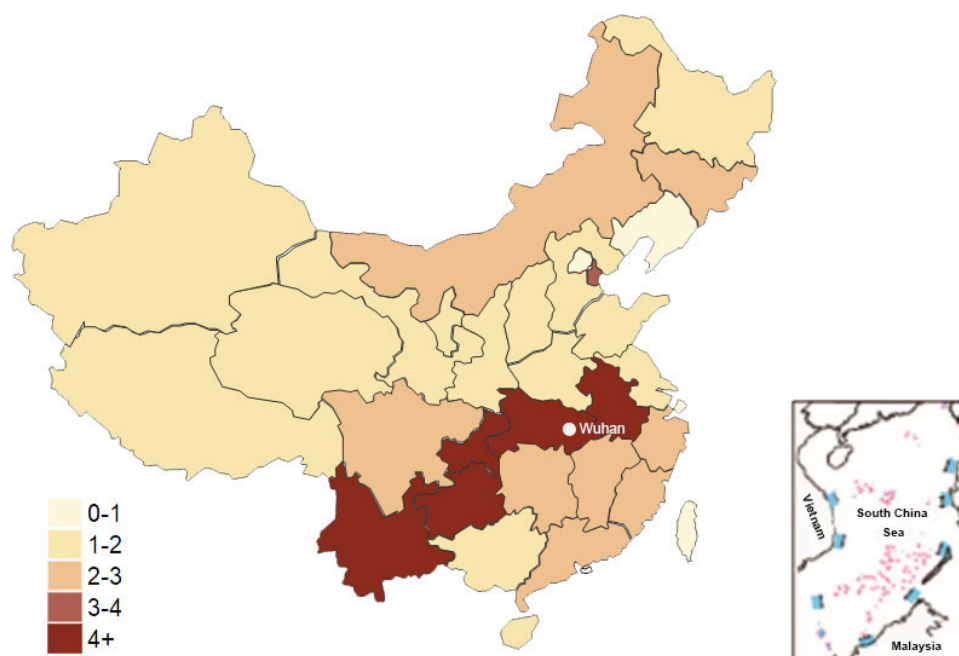 Wuhan
0-1
1-2
2-3
3-4
4+
Vietnam
South China
Sea
Malaysia